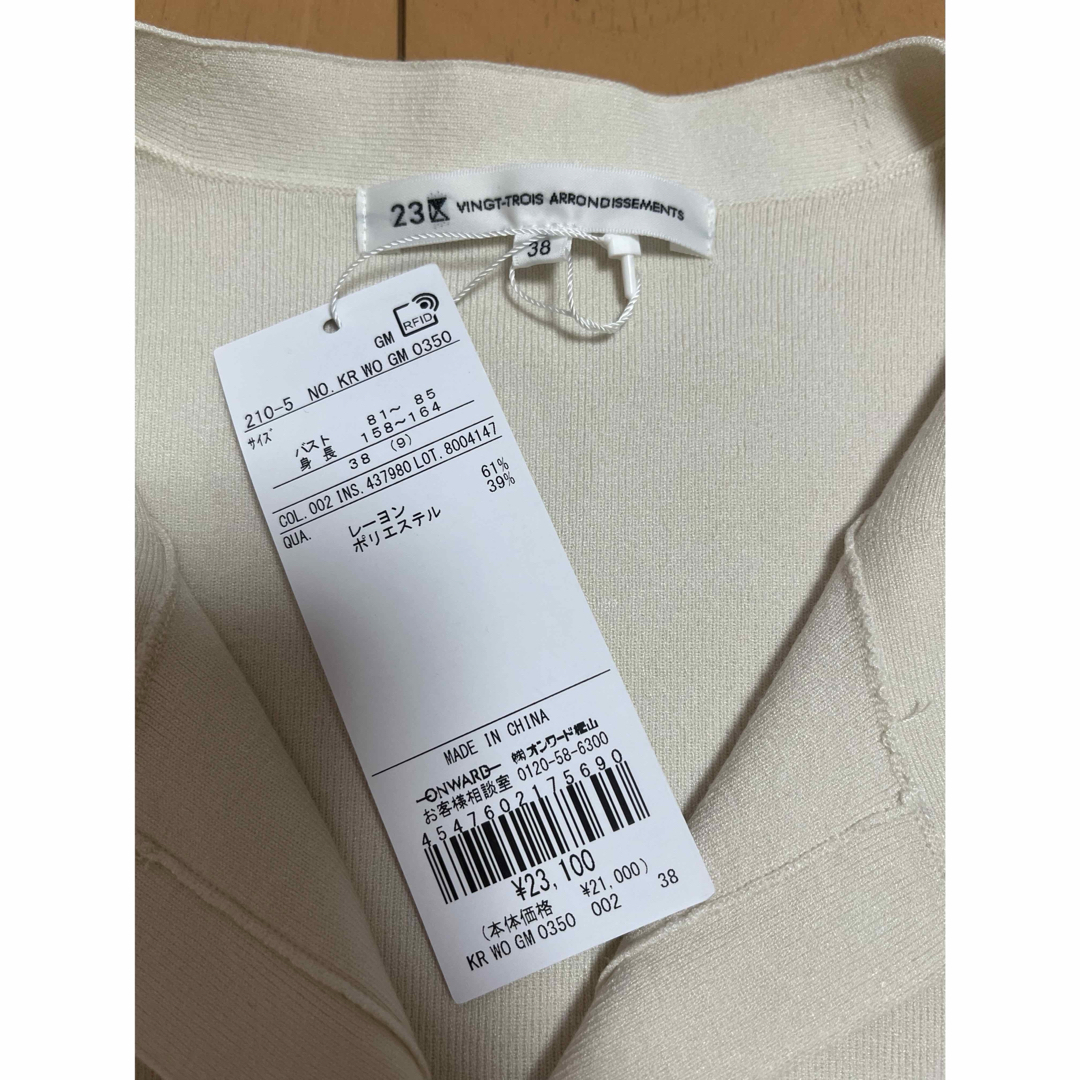 23区 VINGT-TROIS ARRONDISSEMENTS
38
GM RFID
210-5 NO. KR WO GM 0350
サイズ
バスト 81～ 85
身長 158～164
38 (9)
COL. 002 INS. 437980 LOT. 8004147
QUA. レーヨン 61%
ポリエステル 39%
MADE IN CHINA
ONWARD ㈱オンワード樫山
お客様相談室 0120-58-6300
4547602175690
¥23,100
(本体価格 ¥21,000)
KR WO GM 0350 002 38